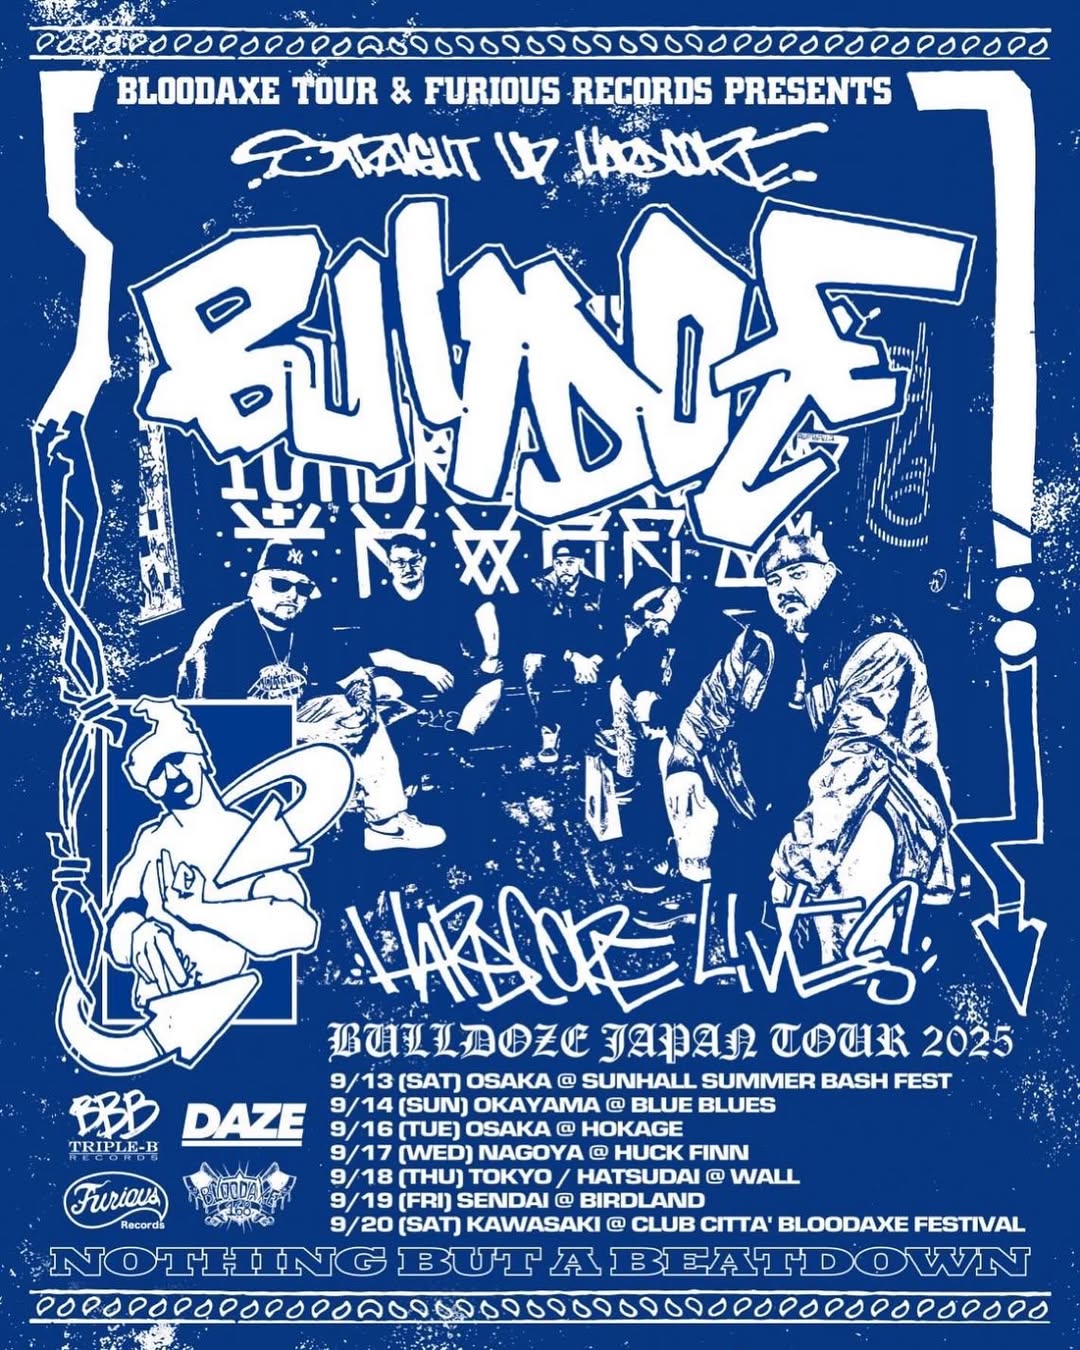 BLOODAXE TOUR & FURIOUS RECORDS PRESENTS
STRAIGHT UP HARDCORE
BULLDOZE
NY
HARDCORE LIVES
BULLDOZE JAPAN TOUR 2025
9/13 (SAT) OSAKA @ SUNHALL SUMMER BASH FEST
9/14 (SUN) OKAYAMA @ BLUE BLUES
9/16 (TUE) OSAKA @ HOKAGE
9/17 (WED) NAGOYA @ HUCK FINN
9/18 (THU) TOKYO / HATSUDAI @ WALL
9/19 (FRI) SENDAI @ BIRDLAND
9/20 (SAT) KAWASAKI @ CLUB CITTA' BLOODAXE FESTIVAL
BBB
TRIPLE-B
RECORDS
DAZE
Furious
Records
BLOODAXE
168
NOTHING BUT A BEATDOWN